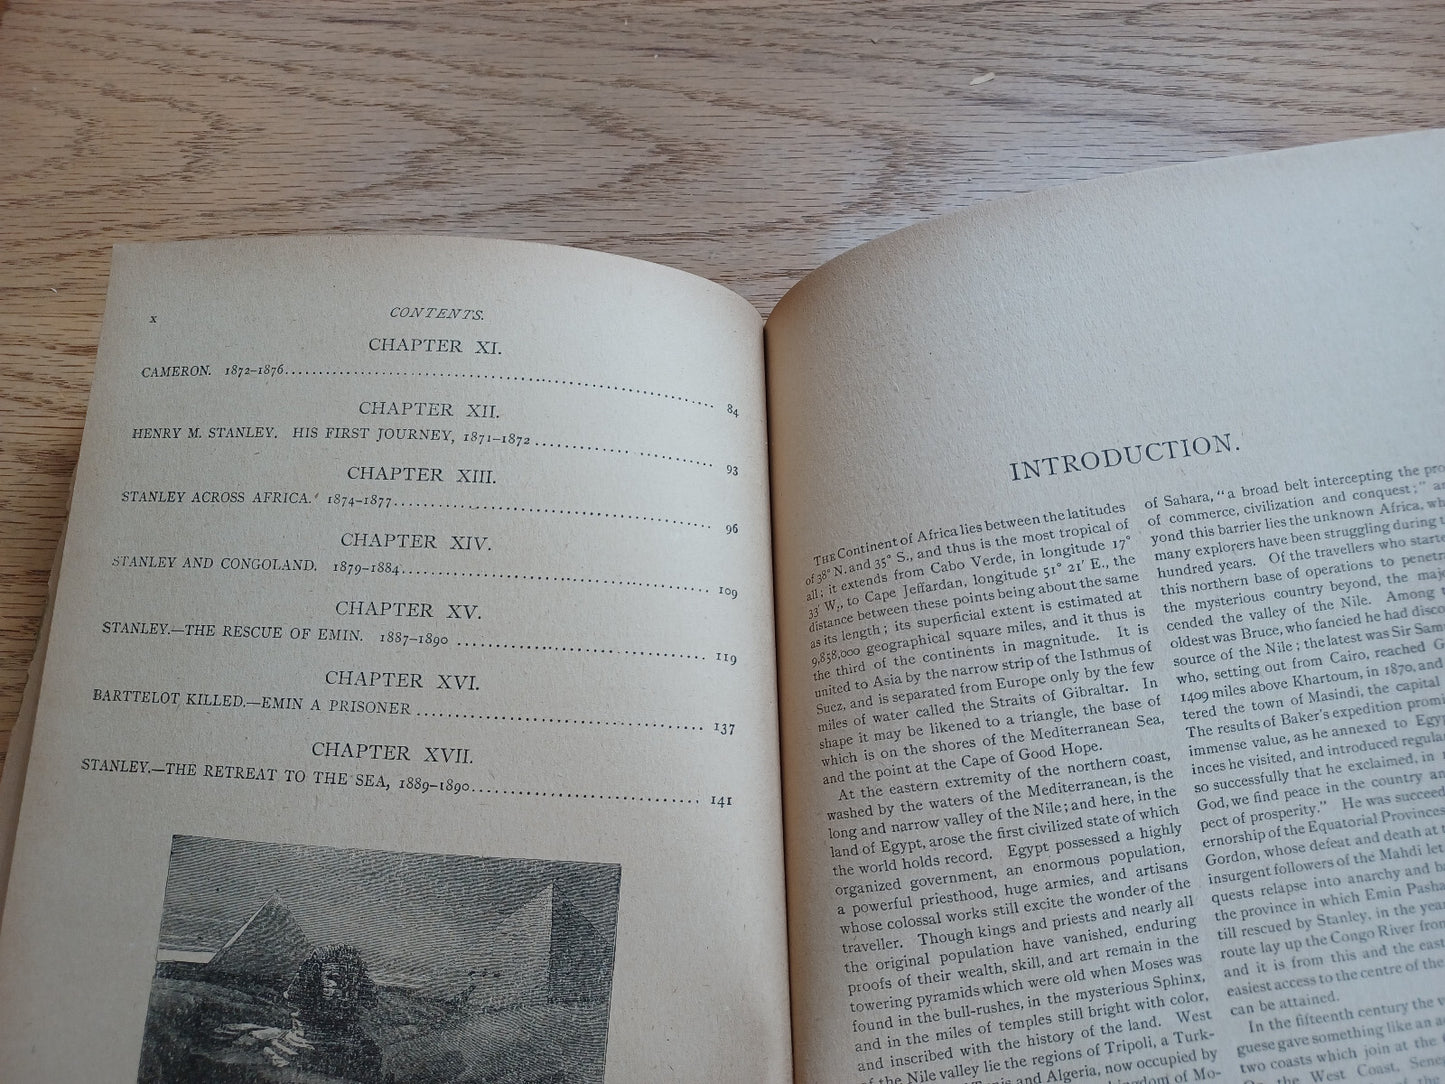 x
CONTENTS.
CHAPTER XI.
CAMERON. 1872–1876 84
CHAPTER XII.
HENRY M. STANLEY. HIS FIRST JOURNEY, 1871–1872 93
CHAPTER XIII.
STANLEY ACROSS AFRICA. 1874–1877 96
CHAPTER XIV.
STANLEY AND CONGOLAND. 1879–1884 109
CHAPTER XV.
STANLEY.—THE RESCUE OF EMIN. 1887–1890 119
CHAPTER XVI.
BARTTELOT KILLED.—EMIN A PRISONER 137
CHAPTER XVII.
STANLEY.—THE RETREAT TO THE SEA, 1889–1890 141
INTRODUCTION.
THE Continent of Africa lies between the latitudes
of 38° N. and 35° S., and thus is the most tropical of
all; it extends from Cabo Verde, in longitude 17°
33′ W., to Cape Jeffardan, longitude 51° 21′ E., the
distance between these points being about the same
as its length; its superficial extent is estimated at
9,858,000 geographical square miles, and it thus is
the third of the continents in magnitude. It is
united to Asia by the narrow strip of the Isthmus of
Suez, and is separated from Europe only by the few
miles of water called the Straits of Gibraltar. In
shape it may be likened to a triangle, the base of
which is on the shores of the Mediterranean Sea,
and the point at the Cape of Good Hope.
At the eastern extremity of the northern coast,
washed by the waters of the Mediterranean, is the
long and narrow valley of the Nile; and here, in the
land of Egypt, arose the first civilized state of which
the world holds record. Egypt possessed a highly
organized government, an enormous population,
a powerful priesthood, huge armies, and artisans
whose colossal works still excite the wonder of the
traveller. Though kings and priests and nearly all
the original population have vanished, enduring
proofs of their wealth, skill, and art remain in the
towering pyramids which were old when Moses was
found in the bull-rushes, in the mysterious Sphinx,
and in the miles of temples still bright with color,
and inscribed with the history of the land. West
of the Nile valley lie the regions of Tripoli, a Turk-
and Algeria, now occupied by
of Mo-
of Sahara, "a broad belt intercepting the
of commerce, civilization and conquest;"
yond this barrier lies the unknown Africa,
many explorers have been struggling during
hundred years. Of the travellers who
this northern base of operations to
the mysterious country beyond, the
cended the valley of the Nile. Among
oldest was Bruce, who fancied he had
source of the Nile; the latest was Sir
who, setting out from Cairo, reached
1409 miles above Khartoum, in 1870, and
tered the town of Masindi, the capital
The results of Baker's expedition
immense value, as he annexed to
inces he visited, and introduced
so successfully that he exclaimed, in
God, we find peace in the country
pect of prosperity." He was
ernorship of the Equatorial
Gordon, whose defeat and death at
insurgent followers of the Mahdi let
quests relapse into anarchy and
the province in which Emin
till rescued by Stanley, in the
route lay up the Congo River
and it is from this and the
easiest access to the centre of the
can be attained.
In the fifteenth century the
guese gave something like an
two coasts which join at the
the West Coast,
the